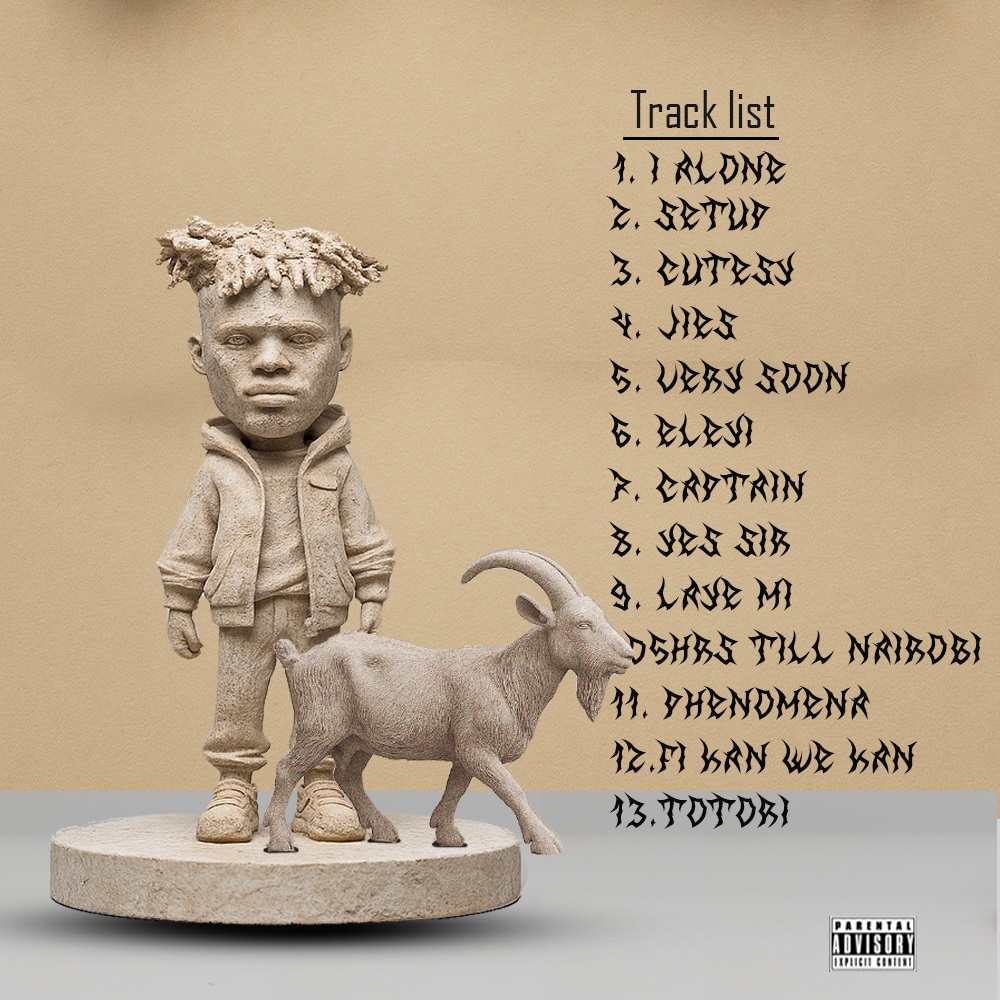 Track list
1. I ALONE
2. SETUP
3. CUTESY
4. JIES
5. VERY SOON
6. ELEYI
7. CAPTAIN
8. YES SIR
9. LAYE MI
05HRS TILL NAIROBI
11. PHENOMENA
12.FI KAN WE KAN
13.TOTORI
PARENTAL
ADVISORY
EXPLICIT CONTENT